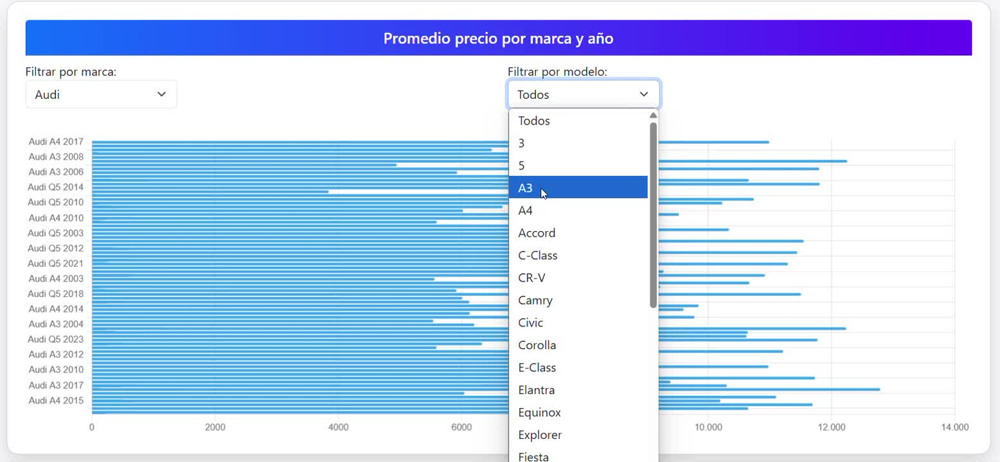 Promedio precio por marca y año
Filtrar por marca:
Audi
Filtrar por modelo:
Todos
Todos
3
5
A3
A4
Accord
C-Class
CR-V
Camry
Civic
Corolla
E-Class
Elantra
Equinox
Explorer
Fiesta
Audi A4 2017
Audi A3 2008
Audi A3 2006
Audi Q5 2014
Audi Q5 2010
Audi A4 2010
Audi Q5 2003
Audi Q5 2012
Audi Q5 2021
Audi A4 2003
Audi Q5 2018
Audi A4 2014
Audi A3 2004
Audi Q5 2023
Audi A3 2012
Audi A3 2010
Audi A3 2017
Audi A4 2015
0 2000 4000 6000 10.000 12.000 14.000